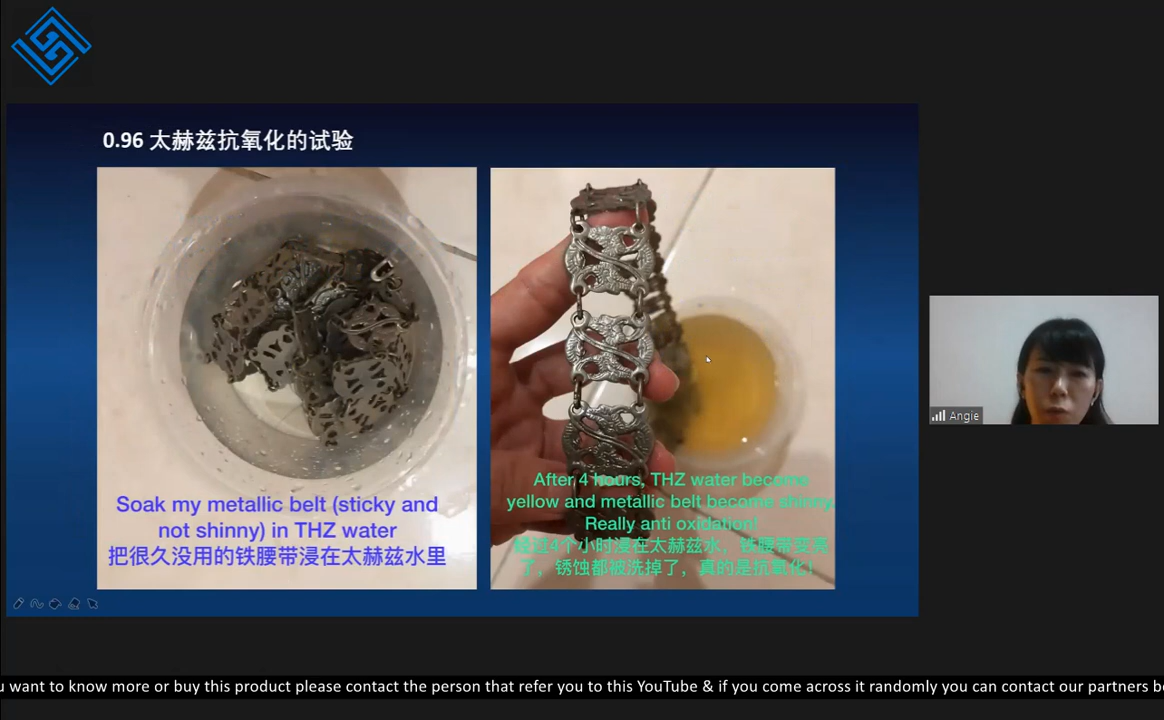 0.96 太赫兹抗氧化的试验
Soak my metallic belt (sticky and
not shinny) in THZ water
把很久没用的铁腰带浸在太赫兹水里
After 4 hours, THZ water become
yellow and metallic belt become shinny.
Really anti oxidation!
经过4个小时浸在太赫兹水，铁腰带变亮
了，锈蚀都被洗掉了，真的是抗氧化！
Angie
u want to know more or buy this product please contact the person that refer you to this YouTube & if you come across it randomly you can contact our partners be